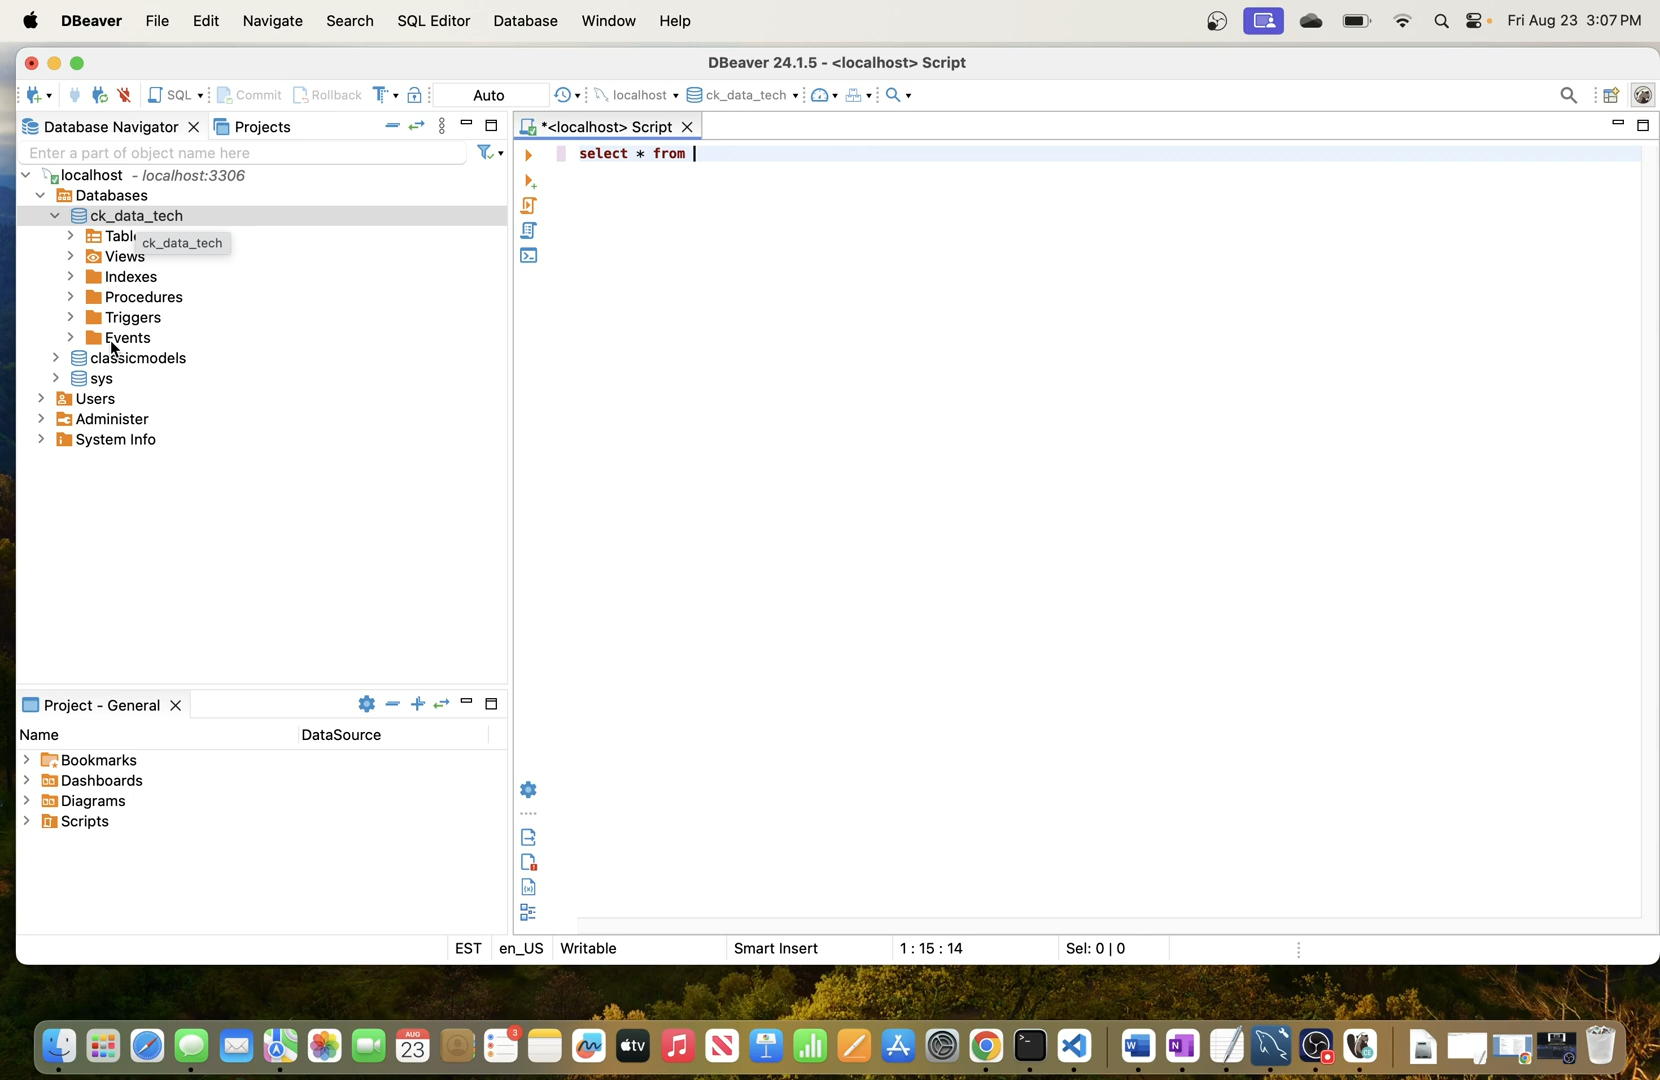 DBeaver File Edit Navigate Search SQL Editor Database Window Help Fri Aug 23 3:07 PM
DBeaver 24.1.5 - <localhost> Script
SQL Commit Rollback Auto localhost ck_data_tech
Database Navigator Projects
*<localhost> Script
Enter a part of object name here
select * from
localhost - localhost:3306
Databases
ck_data_tech
Tabl
ck_data_tech
Views
Indexes
Procedures
Triggers
Events
classicmodels
sys
Users
Administer
System Info
Project - General
Name DataSource
Bookmarks
Dashboards
Diagrams
Scripts
EST en_US Writable Smart Insert 1 : 15 : 14 Sel: 0 | 0
AUG
23
3
tv
W
N